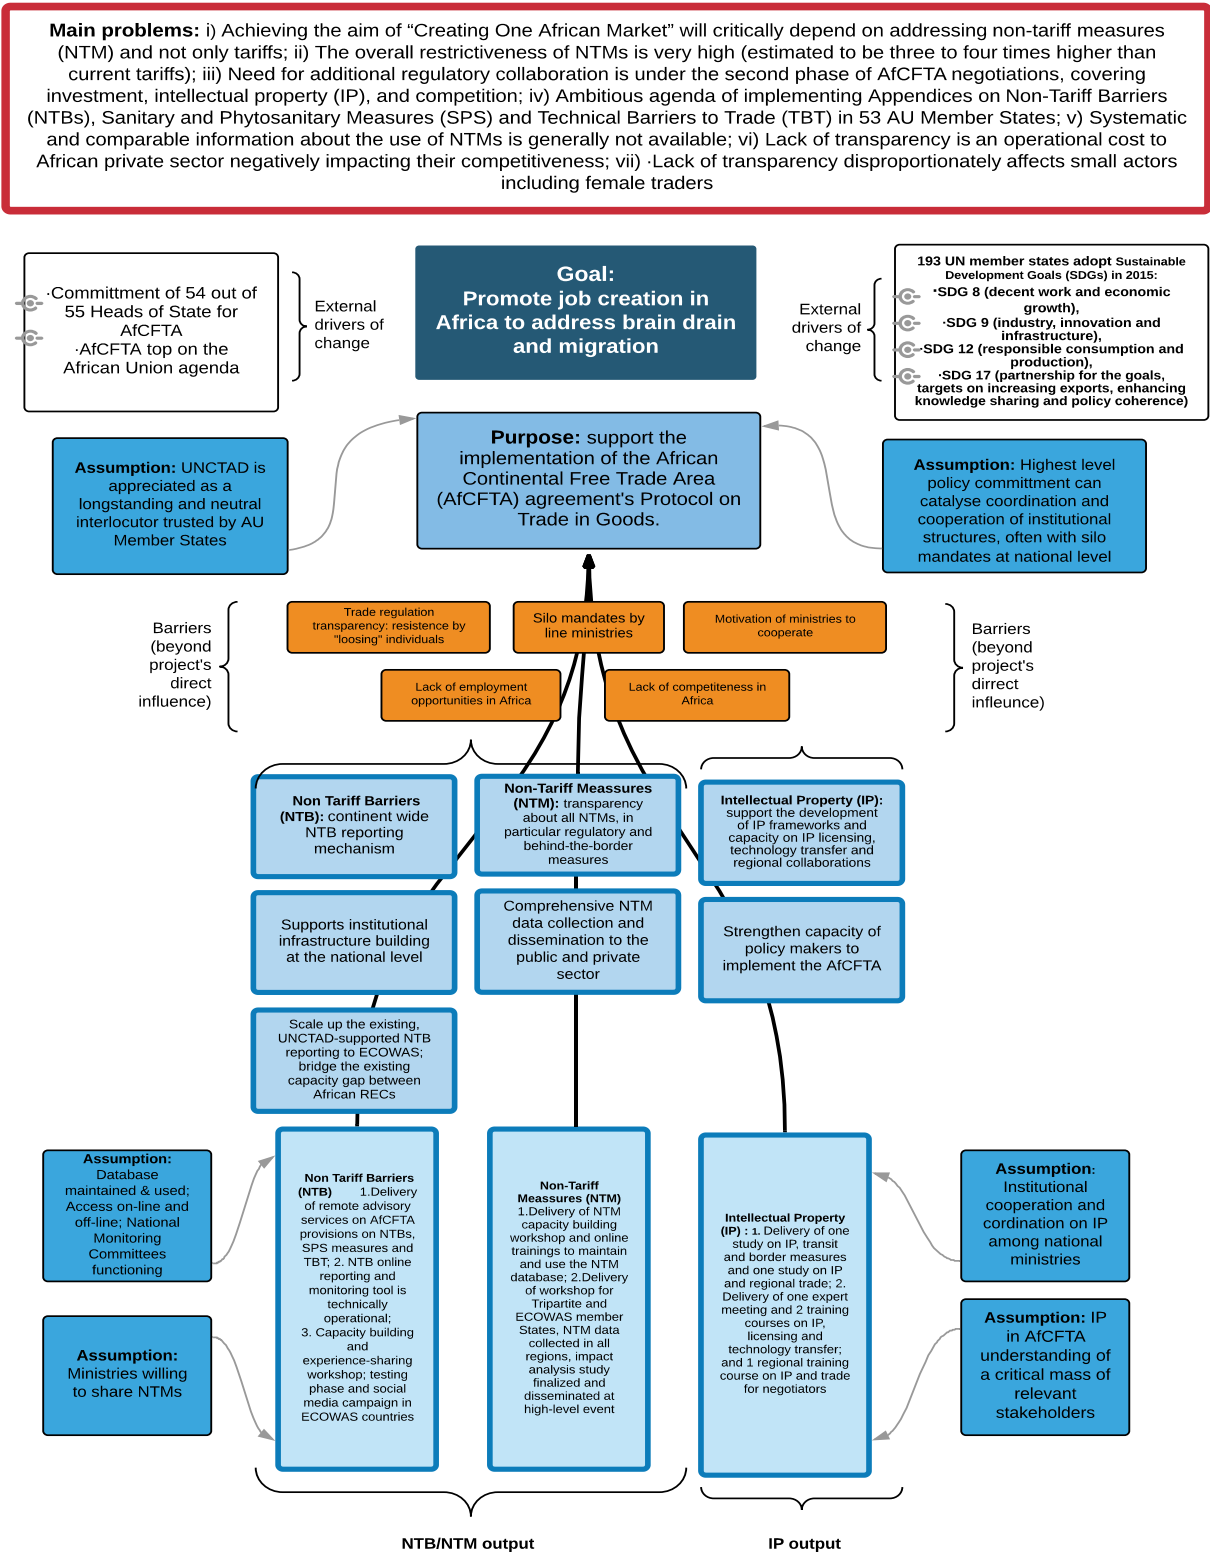 Main problems: i) Achieving the aim of “Creating One African Market” will critically depend on addressing non-tariff measures
(NTM) and not only tariffs; ii) The overall restrictiveness of NTMs is very high (estimated to be three to four times higher than
current tariffs); iii) Need for additional regulatory collaboration is under the second phase of AfCFTA negotiations, covering
investment, intellectual property (IP), and competition; iv) Ambitious agenda of implementing Appendices on Non-Tariff Barriers
(NTBs), Sanitary and Phytosanitary Measures (SPS) and Technical Barriers to Trade (TBT) in 53 AU Member States; v) Systematic
and comparable information about the use of NTMs is generally not available; vi) Lack of transparency is an operational cost to
African private sector negatively impacting their competitiveness; vii) ·Lack of transparency disproportionately affects small actors
including female traders
·Committment of 54 out of
55 Heads of State for
AfCFTA
·AfCFTA top on the
African Union agenda
External
drivers of
change
Goal:
Promote job creation in
Africa to address brain drain
and migration
External
drivers of
change
193 UN member states adopt Sustainable
Development Goals (SDGs) in 2015:
·SDG 8 (decent work and economic
growth),
·SDG 9 (industry, innovation and
infrastructure),
·SDG 12 (responsible consumption and
production),
·SDG 17 (partnership for the goals,
targets on increasing exports, enhancing
knowledge sharing and policy coherence)
Assumption: UNCTAD is
appreciated as a
longstanding and neutral
interlocutor trusted by AU
Member States
Purpose: support the
implementation of the African
Continental Free Trade Area
(AfCFTA) agreement's Protocol on
Trade in Goods.
Assumption: Highest level
policy committment can
catalyse coordination and
cooperation of institutional
structures, often with silo
mandates at national level
Barriers
(beyond
project's
direct
influence)
Trade regulation
transparency: resistence by
"loosing" individuals
Silo mandates by
line ministries
Motivation of ministries to
cooperate
Lack of employment
opportunities in Africa
Lack of competiteness in
Africa
Barriers
(beyond
project's
dirrect
infleunce)
Non Tariff Barriers
(NTB): continent wide
NTB reporting
mechanism
Non-Tariff Meassures
(NTM): transparency
about all NTMs, in
particular regulatory and
behind-the-border
measures
Intellectual Property (IP):
support the development
of IP frameworks and
capacity on IP licensing,
technology transfer and
regional collaborations
Supports institutional
infrastructure building
at the national level
Comprehensive NTM
data collection and
dissemination to the
public and private
sector
Strengthen capacity of
policy makers to
implement the AfCFTA
Scale up the existing,
UNCTAD-supported NTB
reporting to ECOWAS;
bridge the existing
capacity gap between
African RECs
Assumption:
Database
maintained & used;
Access on-line and
off-line; National
Monitoring
Committees
functioning
Assumption:
Ministries willing
to share NTMs
Non Tariff Barriers
(NTB) 1.Delivery
of remote advisory
services on AfCFTA
provisions on NTBs,
SPS measures and
TBT; 2. NTB online
reporting and
monitoring tool is
technically
operational;
3. Capacity building
and
experience-sharing
workshop; testing
phase and social
media campaign in
ECOWAS countries
Non-Tariff
Meassures (NTM)
1.Delivery of NTM
capacity building
workshop and online
trainings to maintain
and use the NTM
database; 2.Delivery
of workshop for
Tripartite and
ECOWAS member
States, NTM data
collected in all
regions, impact
analysis study
finalized and
disseminated at
high-level event
Intellectual Property
(IP) : 1. Delivery of one
study on IP, transit
and border measures
and one study on IP
and regional trade; 2.
Delivery of one expert
meeting and 2 training
courses on IP,
licensing and
technology transfer;
and 1 regional training
course on IP and trade
for negotiators
Assumption:
Institutional
cooperation and
cordination on IP
among national
ministries
Assumption: IP
in AfCFTA
understanding of
a critical mass of
relevant
stakeholders
NTB/NTM output
IP output